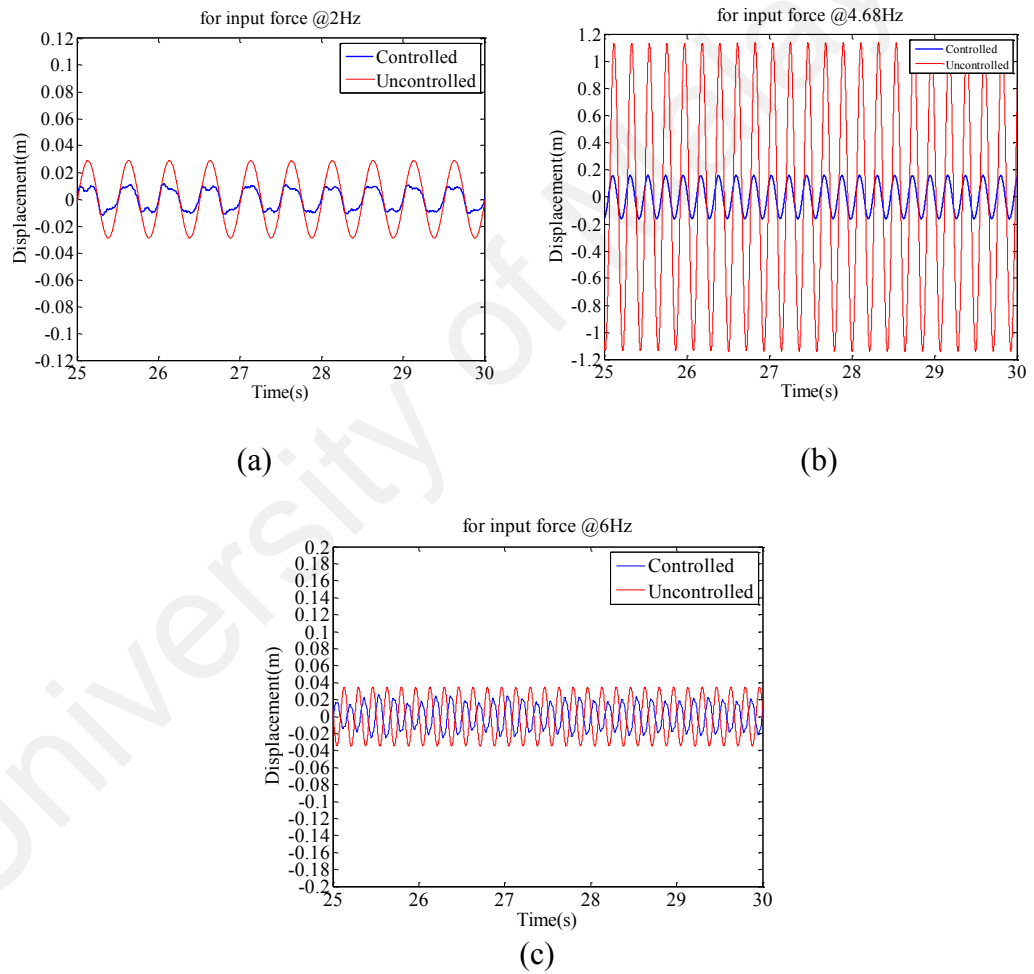 for input force @2Hz
0.12
0.1
0.08
0.06
0.04
0.02
0
-0.02
-0.04
-0.06
-0.08
-0.1
-0.12
Displacement(m)
Controlled
Uncontrolled
25 26 27 28 29 30
Time(s)
(a)
for input force @4.68Hz
1.2
1
0.8
0.6
0.4
0.2
0
-0.2
-0.4
-0.6
-0.8
-1
-1.2
Displacement(m)
Controlled
Uncontrolled
25 26 27 28 29 30
Time(s)
(b)
for input force @6Hz
0.2
0.18
0.16
0.14
0.12
0.1
0.08
0.06
0.04
0.02
0
-0.02
-0.04
-0.06
-0.08
-0.1
-0.12
-0.14
-0.16
-0.18
-0.2
Displacement(m)
Controlled
Uncontrolled
25 26 27 28 29 30
Time(s)
(c)
University of Malay